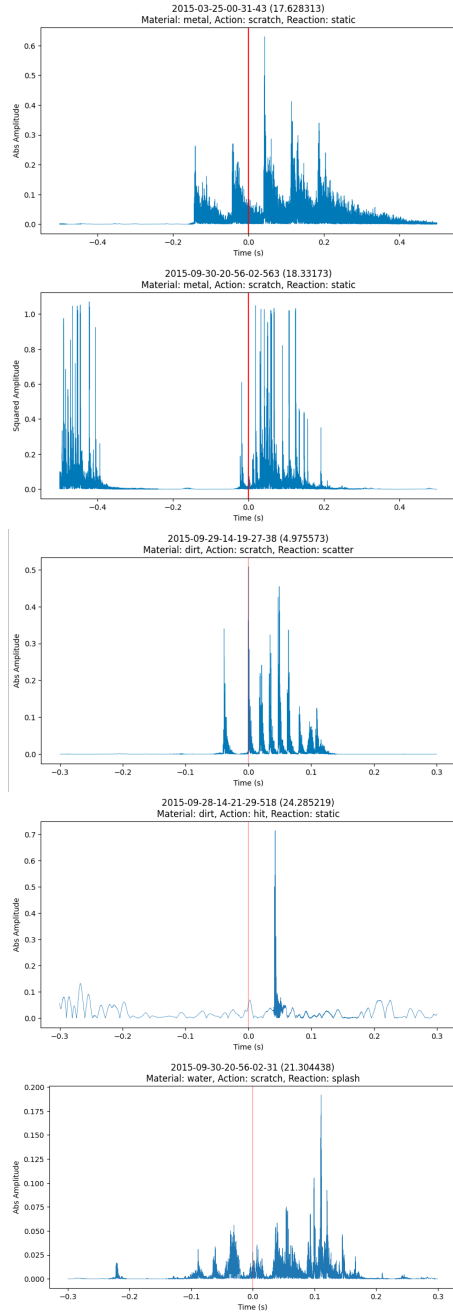 2015-03-25-00-31-43 (17.628313)
Material: metal, Action: scratch, Reaction: static
0.6
0.5
0.4
0.3
0.2
0.1
0.0
Abs Amplitude
−0.4 −0.2 0.0 0.2 0.4
Time (s)
2015-09-30-20-56-02-563 (18.33173)
Material: metal, Action: scratch, Reaction: static
1.0
0.8
0.6
0.4
0.2
0.0
Squared Amplitude
−0.4 −0.2 0.0 0.2 0.4
Time (s)
2015-09-29-14-19-27-38 (4.975573)
Material: dirt, Action: scratch, Reaction: scatter
0.5
0.4
0.3
0.2
0.1
0.0
Abs Amplitude
−0.3 −0.2 −0.1 0.0 0.1 0.2 0.3
Time (s)
2015-09-28-14-21-29-518 (24.285219)
Material: dirt, Action: hit, Reaction: static
0.7
0.6
0.5
0.4
0.3
0.2
0.1
0.0
Abs Amplitude
−0.3 −0.2 −0.1 0.0 0.1 0.2 0.3
Time (s)
2015-09-30-20-56-02-31 (21.304438)
Material: water, Action: scratch, Reaction: splash
0.200
0.175
0.150
0.125
0.100
0.075
0.050
0.025
0.000
Abs Amplitude
−0.3 −0.2 −0.1 0.0 0.1 0.2 0.3
Time (s)